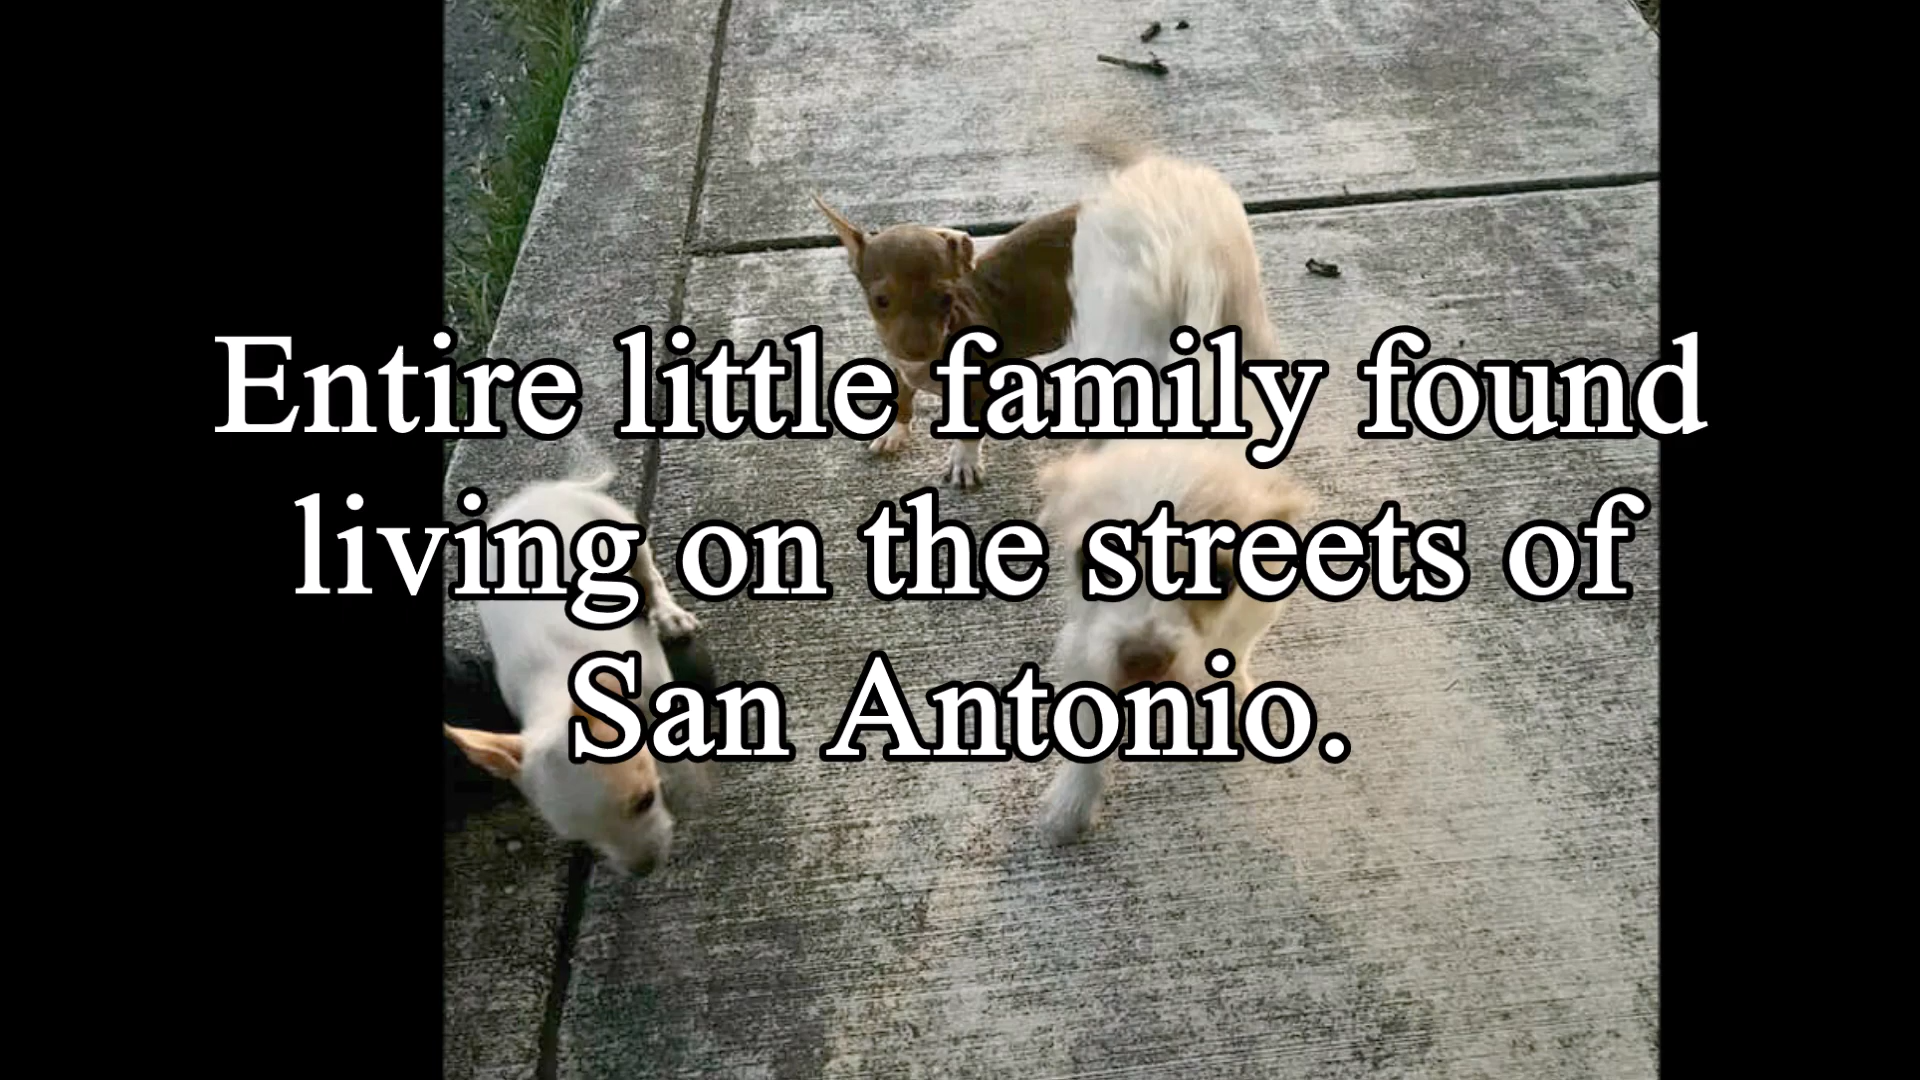 Entire little family found
living on the streets of
San Antonio.